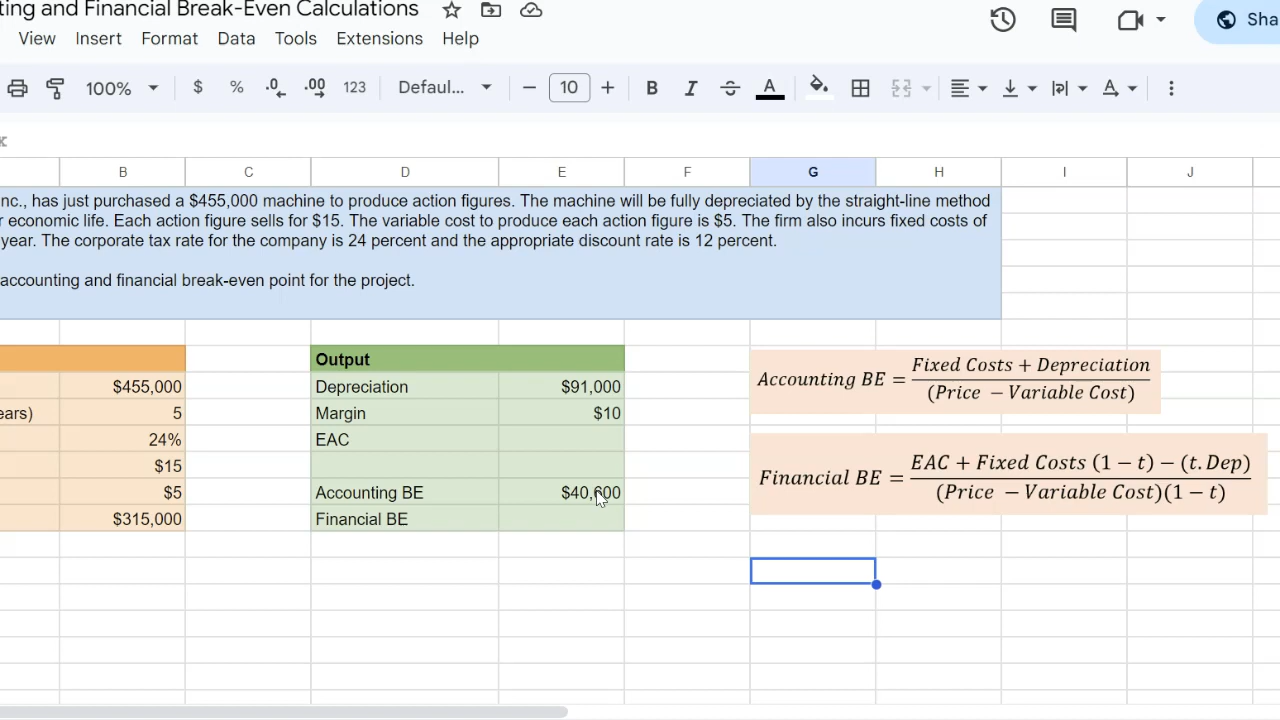 ting and Financial Break-Even Calculations
View Insert Format Data Tools Extensions Help
Sha
100% $ % .0 .00 123 Defaul... − 10 + B I A A
B C D E F G H I J
nc., has just purchased a $455,000 machine to produce action figures. The machine will be fully depreciated by the straight-line method
r economic life. Each action figure sells for $15. The variable cost to produce each action figure is $5. The firm also incurs fixed costs of
year. The corporate tax rate for the company is 24 percent and the appropriate discount rate is 12 percent.
accounting and financial break-even point for the project.
Output
$455,000 Depreciation $91,000
ears) 5 Margin $10
24% EAC
$15
$5 Accounting BE $40,600
$315,000 Financial BE
Accounting BE = Fixed Costs + Depreciation
(Price − Variable Cost)
Financial BE = EAC + Fixed Costs (1 − t) − (t. Dep)
(Price − Variable Cost)(1 − t)